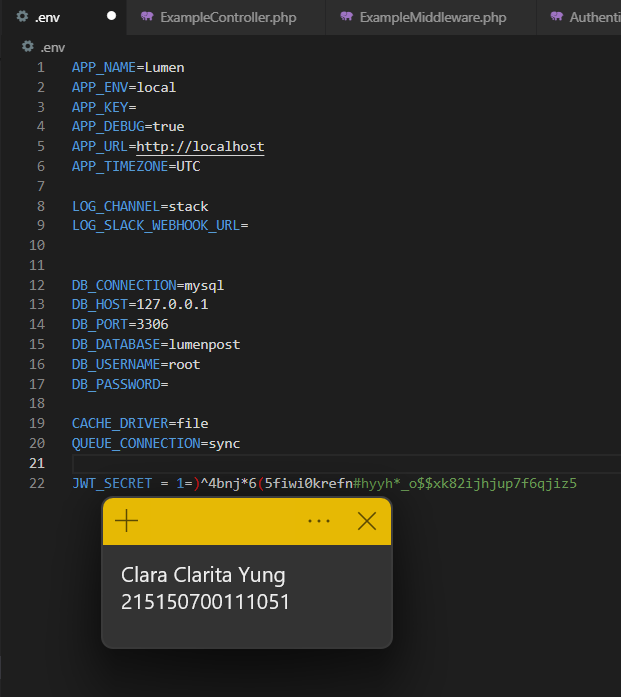 .env
ExampleController.php
ExampleMiddleware.php
Authenti
.env
1 APP_NAME=Lumen
2 APP_ENV=local
3 APP_KEY=
4 APP_DEBUG=true
5 APP_URL=http://localhost
6 APP_TIMEZONE=UTC
7
8 LOG_CHANNEL=stack
9 LOG_SLACK_WEBHOOK_URL=
10
11
12 DB_CONNECTION=mysql
13 DB_HOST=127.0.0.1
14 DB_PORT=3306
15 DB_DATABASE=lumenpost
16 DB_USERNAME=root
17 DB_PASSWORD=
18
19 CACHE_DRIVER=file
20 QUEUE_CONNECTION=sync
21
22 JWT_SECRET = 1=)^4bnj*6(5fiwi0krefn#hyyh*_o$$xk82ijhjup7f6qjiz5
Clara Clarita Yung
215150700111051